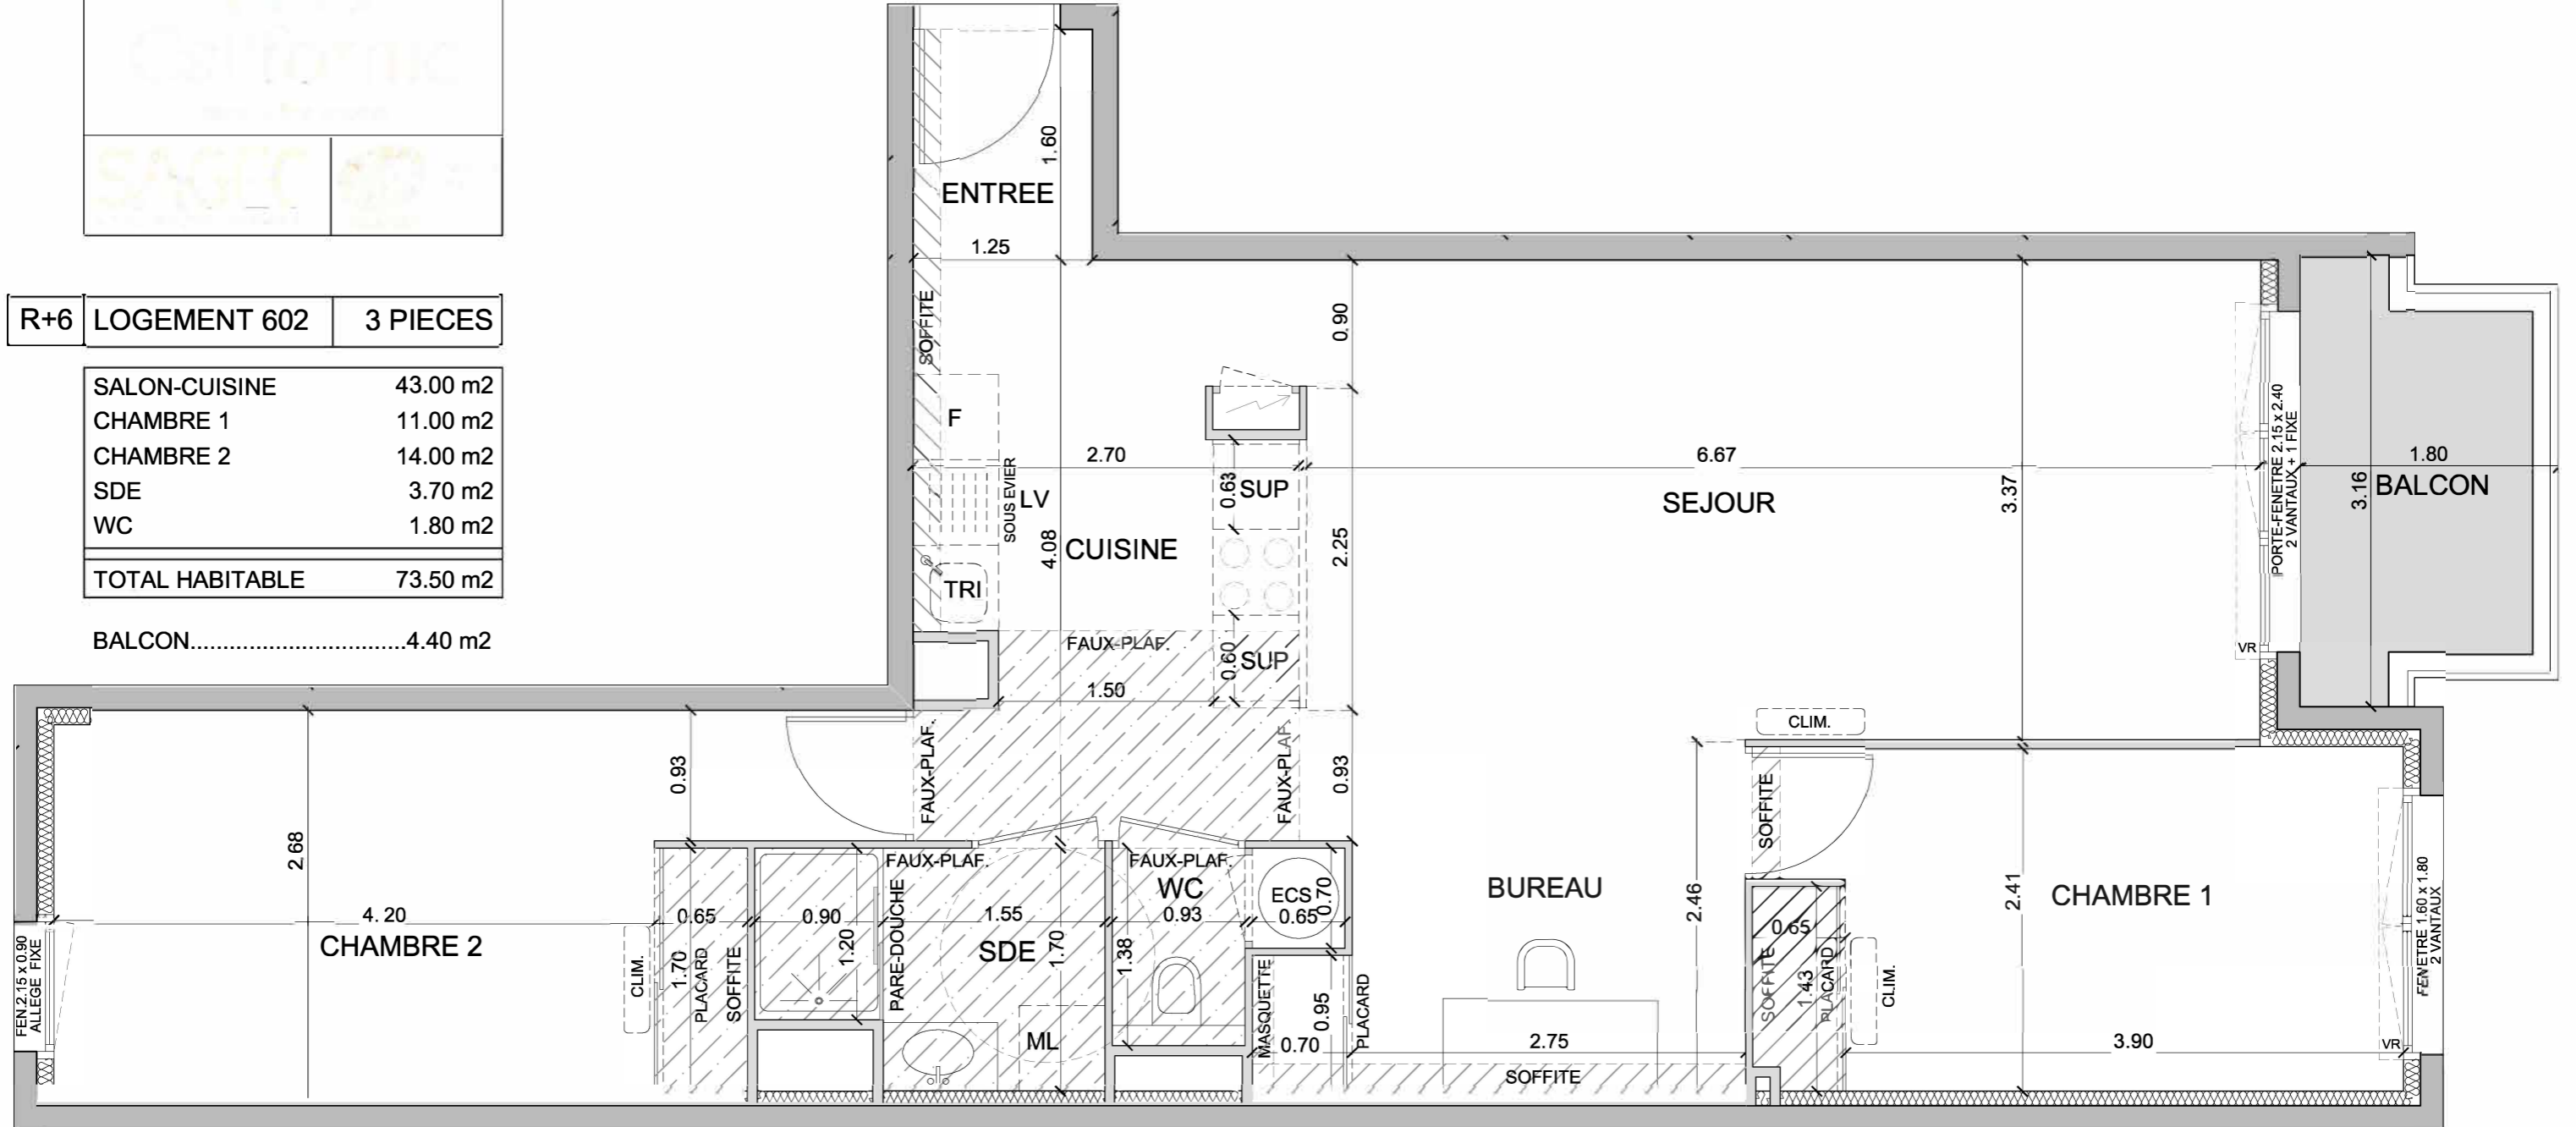 R+6 LOGEMENT 602 3 PIECES
SALON-CUISINE 43.00 m2
CHAMBRE 1 11.00 m2
CHAMBRE 2 14.00 m2
SDE 3.70 m2
WC 1.80 m2
TOTAL HABITABLE 73.50 m2
BALCON.................................4.40 m2
1.60
ENTREE
1.25
SOFFITE
0.90
F
2.70
6.67
1.80
LV
SOUS EVIER
0.63
SUP
SEJOUR
3.37
PORTE-FENETRE 2.15 x 2.40
2 VANTAUX + 1 FIXE
3.16
BALCON
4.08
CUISINE
2.25
TRI
FAUX-PLAF.
0.60
SUP
VR
1.50
CLIM.
FAUX-PLAF.
FAUX-PLAF
0.93
0.93
SOFFITE
2.68
FAUX-PLAF.
FAUX-PLAF.
WC
ECS
0.70
BUREAU
2.46
2.41
CHAMBRE 1
FENETRE 1.60 x 1.80
2 VANTAUX
4.20
0.65
0.90
1.55
0.93
0.65
0.65
CHAMBRE 2
FEN.2.15 x 0.90
ALLEGE FIXE
CLIM.
1.70
PLACARD
SOFFITE
1.20
PARE-DOUCHE
SDE
1.70
1.38
MASQUETTE
0.95
PLACARD
SOFFITE
1.43
PLACARD
CLIM.
ML
0.70
2.75
3.90
VR
SOFFITE